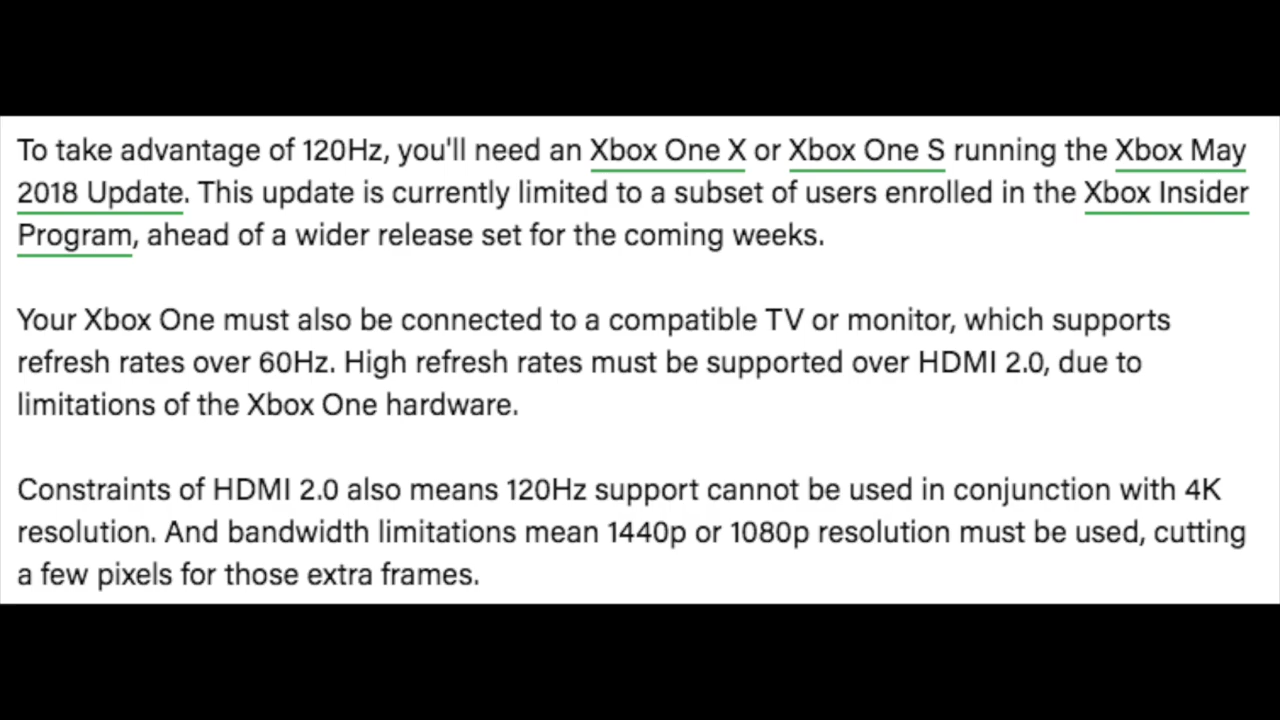 To take advantage of 120Hz, you'll need an Xbox One X or Xbox One S running the Xbox May
2018 Update. This update is currently limited to a subset of users enrolled in the Xbox Insider
Program, ahead of a wider release set for the coming weeks.
Your Xbox One must also be connected to a compatible TV or monitor, which supports
refresh rates over 60Hz. High refresh rates must be supported over HDMI 2.0, due to
limitations of the Xbox One hardware.
Constraints of HDMI 2.0 also means 120Hz support cannot be used in conjunction with 4K
resolution. And bandwidth limitations mean 1440p or 1080p resolution must be used, cutting
a few pixels for those extra frames.